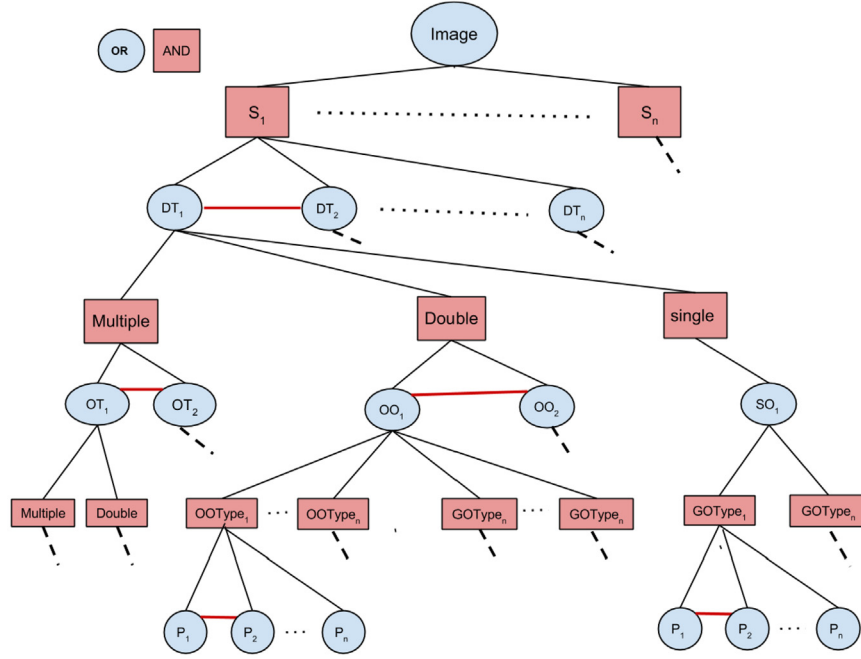 Image
OR AND
S₁ Sₙ
DT₁ DT₂ DTₙ
Multiple Double single
OT₁ OT₂ OO₁ OO₂ SO₁
Multiple Double OOType₁ OOTypeₙ GOTypeₙ GOTypeₙ GOType₁ GOTypeₙ
P₁ P₂ Pₙ P₁ P₂ Pₙ